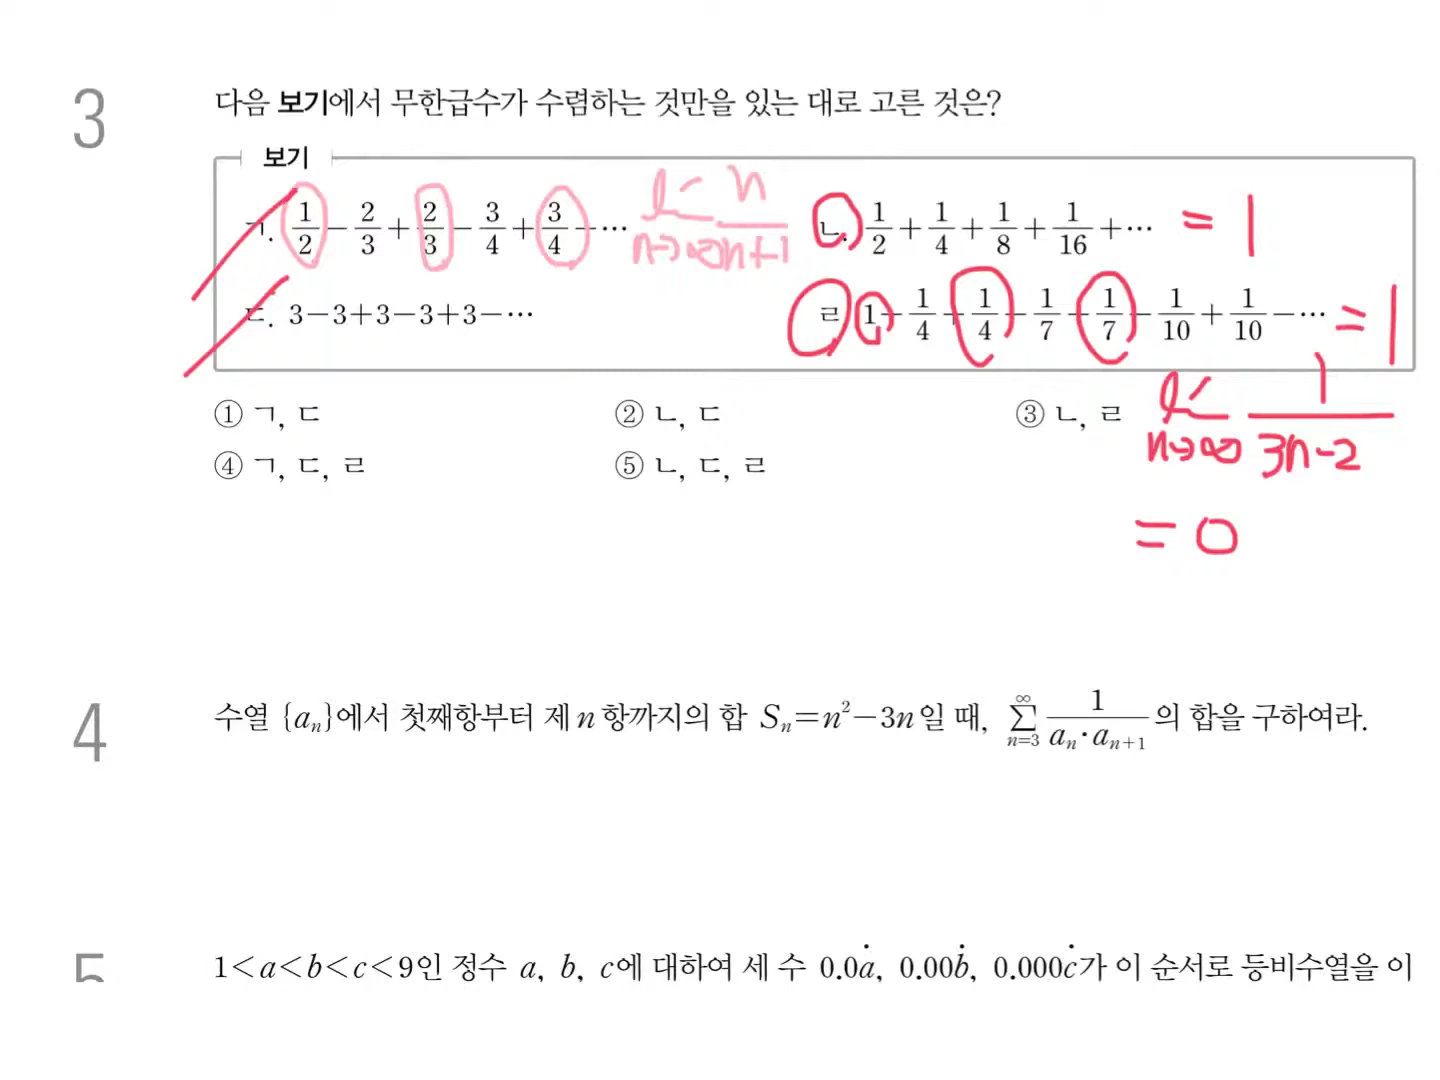 3
다음 보기에서 무한급수가 수렴하는 것만을 있는 대로 고른 것은?
보기
ㄱ. 1/2 − 2/3 + 2/3 − 3/4 + 3/4 − ⋯ lim n→∞ n/n+1
ㄴ. 1/2 + 1/4 + 1/8 + 1/16 + ⋯ = 1
ㄷ. 3−3+3−3+3−⋯
ㄹ. 1 − 1/4 + 1/4 − 1/7 + 1/7 − 1/10 + 1/10 − ⋯ = 1
① ㄱ, ㄷ ② ㄴ, ㄷ ③ ㄴ, ㄹ lim n→∞ 1/3n−2
④ ㄱ, ㄷ, ㄹ ⑤ ㄴ, ㄷ, ㄹ
= 0
4
수열 {aₙ}에서 첫째항부터 제 n 항까지의 합 Sₙ=n²−3n일 때, ∑ n=3 ∞ 1/aₙ·aₙ₊₁의 합을 구하여라.
5
1<a<b<c<9인 정수 a, b, c에 대하여 세 수 0.0ȧ, 0.00ḃ, 0.000ċ가 이 순서로 등비수열을 이